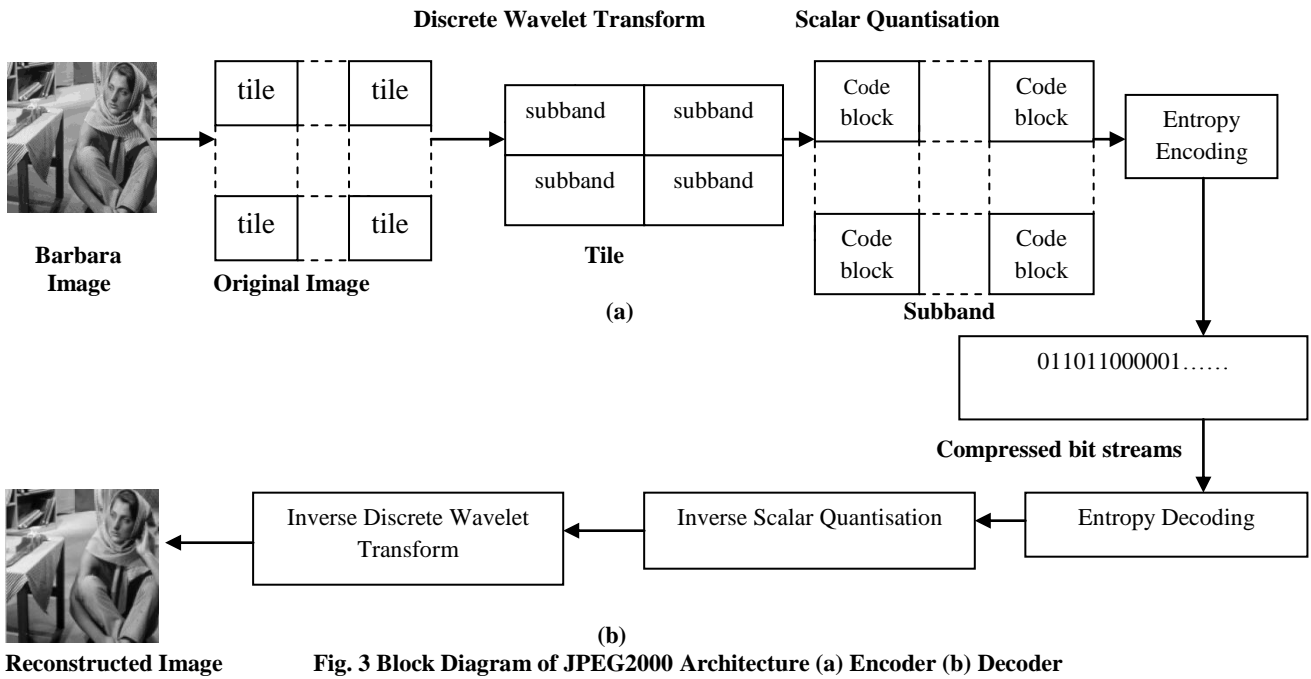 Discrete Wavelet Transform
Scalar Quantisation
tile
tile
tile
tile
Barbara
Image
Original Image
subband
subband
subband
subband
Tile
(a)
Code
block
Code
block
Code
block
Code
block
Subband
Entropy
Encoding
011011000001……
Compressed bit streams
Entropy Decoding
Inverse Scalar Quantisation
Inverse Discrete Wavelet
Transform
(b)
Reconstructed Image
Fig. 3 Block Diagram of JPEG2000 Architecture (a) Encoder (b) Decoder